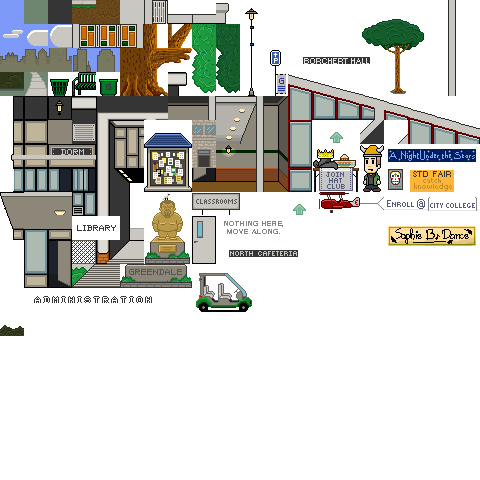 P
BORCHERT HALL
G
DORM
A Night Under the Stars
JOIN
HAT
CLUB
STD FAIR
catch
knowledge
CLASSROOMS
ENROLL @ CITY COLLEGE
LIBRARY
NOTHING HERE,
MOVE ALONG.
Sophie B. Dance
NORTH CAFETERIA
GREENDALE
ADMINISTRATION